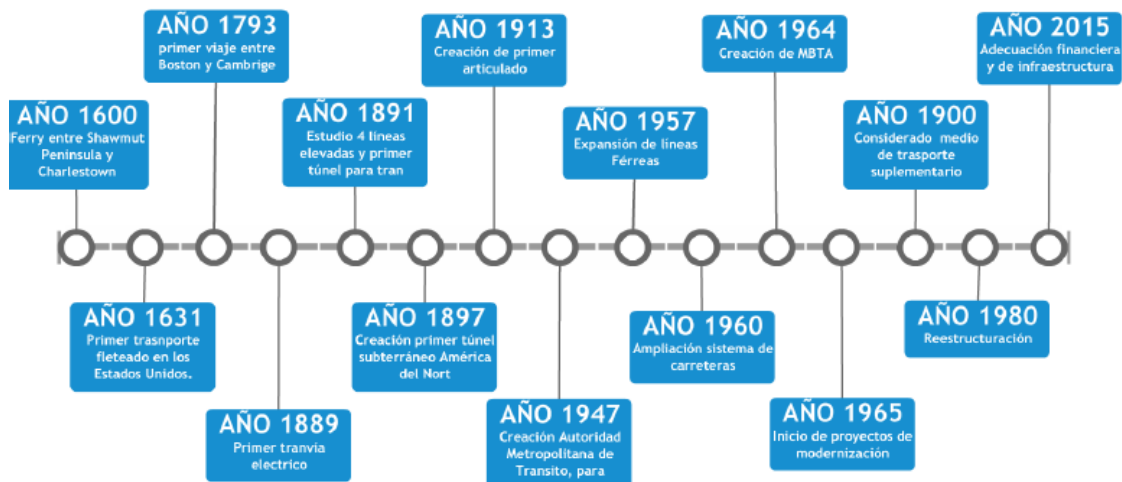 AÑO 1600
Ferry entre Shawmut
Peninsula y
Charlestown
AÑO 1631
Primer trasnporte
fleteado en los
Estados Unidos.
AÑO 1793
primer viaje entre
Boston y Cambrige
AÑO 1889
Primer tranvia
electrico
AÑO 1891
Estudio 4 lineas
elevadas y primer
túnel para tran
AÑO 1897
Creación primer túnel
subterráneo América
del Nort
AÑO 1913
Creación de primer
articulado
AÑO 1947
Creación Autoridad
Metropolitana de
Transito, para
AÑO 1957
Expansión de líneas
Férreas
AÑO 1960
Ampliación sistema de
carreteras
AÑO 1964
Creación de MBTA
AÑO 1965
Inicio de proyectos de
modernización
AÑO 1900
Considerado medio
de trasporte
suplementario
AÑO 1980
Reestructuración
AÑO 2015
Adecuación financiera
y de infraestructura